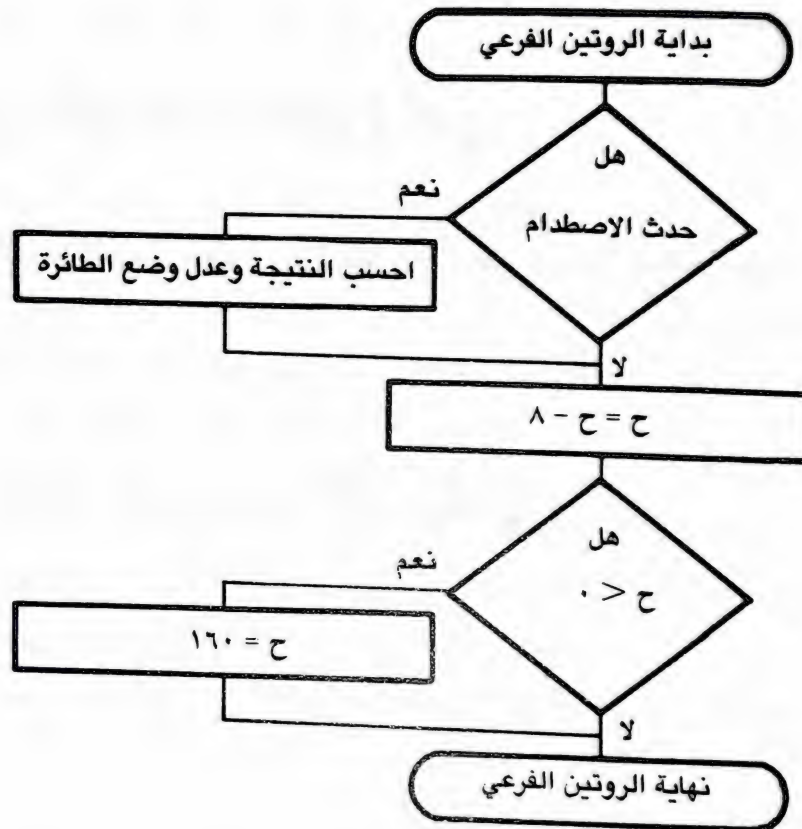 بداية الروتين الفرعي
هل
حدث الاصطدام
نعم
احسب النتيجة وعدل وضع الطائرة
لا
ح = ح - ٨
هل
ح < ٠
نعم
ح = ١٦٠
لا
نهاية الروتين الفرعي